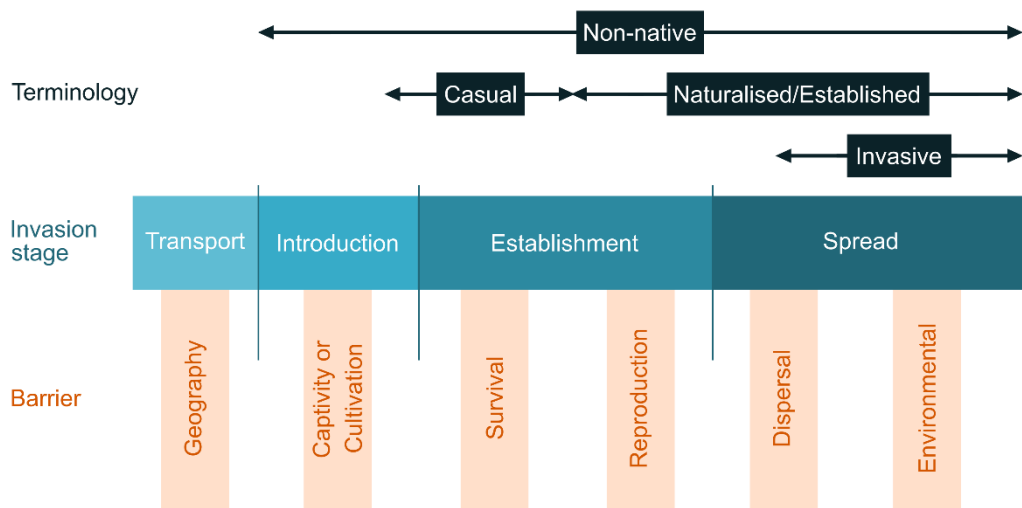 Non-native
Terminology
Casual
Naturalised/Established
Invasive
Invasion
stage
Transport
Introduction
Establishment
Spread
Barrier
Geography
Captivity or
Cultivation
Survival
Reproduction
Dispersal
Environmental